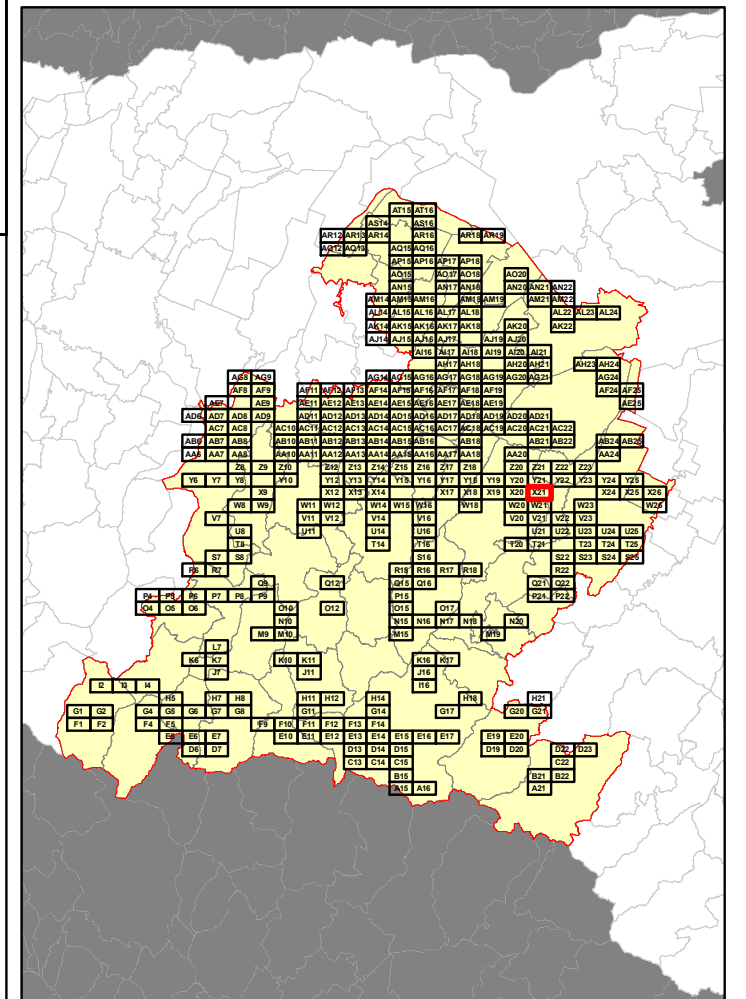 AT15 AT16
AS14 AS16
AR12 AR13 AR14 AR16 AR18 AR19
AQ12 AQ13 AQ15 AQ16
AP15 AP16 AP17 AP18
AO15 AO17 AO18 AO20
AN15 AN17 AN18 AN20 AN21 AN22
AM14 AM15 AM16 AM18 AM19 AM21 AM22
AL14 AL15 AL16 AL17 AL18 AL22 AL23 AL24
AK14 AK15 AK16 AK17 AK18 AK20 AK22
AJ14 AJ15 AJ16 AJ17 AJ19 AJ20
AI16 AI17 AI18 AI19 AI20 AI21
AH17 AH18 AH20 AH21 AH23 AH24
AG8 AG9 AG14 AG15 AG16 AG17 AG18 AG19 AG20 AG21 AG24
AF8 AF9 AF11 AF12 AF13 AF14 AF15 AF16 AF17 AF18 AF19 AF24 AF25
AE7 AE9 AE11 AE12 AE13 AE14 AE15 AE16 AE17 AE18 AE19 AE25
AD6 AD7 AD8 AD9 AD11 AD12 AD13 AD14 AD15 AD16 AD17 AD18 AD19 AD20 AD21
AC7 AC8 AC10 AC11 AC12 AC13 AC14 AC15 AC16 AC17 AC18 AC19 AC20 AC21 AC22
AB6 AB7 AB8 AB10 AB11 AB12 AB13 AB14 AB15 AB16 AB18 AB21 AB22 AB24 AB25
AA6 AA7 AA8 AA10 AA11 AA12 AA13 AA14 AA15 AA16 AA17 AA18 AA20 AA24
Z8 Z9 Z10 Z12 Z13 Z14 Z15 Z16 Z17 Z18 Z20 Z21 Z22 Z23
Y6 Y7 Y8 Y10 Y12 Y13 Y14 Y15 Y16 Y17 Y18 Y19 Y20 Y21 Y22 Y23 Y24 Y25
X9 X12 X13 X14 X17 X18 X19 X20 X21 X24 X25 X26
W8 W9 W11 W12 W14 W15 W16 W18 W20 W21 W23 W26
V7 V11 V12 V14 V16 V20 V21 V22 V23
U8 U11 U14 U16 U21 U22 U23 U24 U25
T8 T14 T16 T20 T21 T23 T24 T25
S7 S8 S16 S22 S23 S24 S25
R6 R7 R15 R16 R17 R18 R22
Q9 Q12 Q15 Q16 Q21 Q22
P4 P5 P6 P7 P8 P9 P15 P21 P22
O4 O5 O6 O10 O12 O15 O17
N10 N15 N16 N17 N18 N20
M9 M10 M15 M19
L7
K6 K7 K10 K11 K16 K17
J7 J11 J16
I2 I3 I4 I16
H5 H7 H8 H11 H12 H14 H18 H21
G1 G2 G4 G5 G6 G7 G8 G11 G17 G20 G21
F1 F2 F4 F5 F9 F10 F11 F12 F13 F14
E5 E6 E7 E10 E11 E12 E13 E14 E15 E16 E17 E19 E20
D6 D7 D13 D14 D15 D19 D20 D22 D23
C13 C14 C15 C22
B15 B21 B22
A15 A16 A21